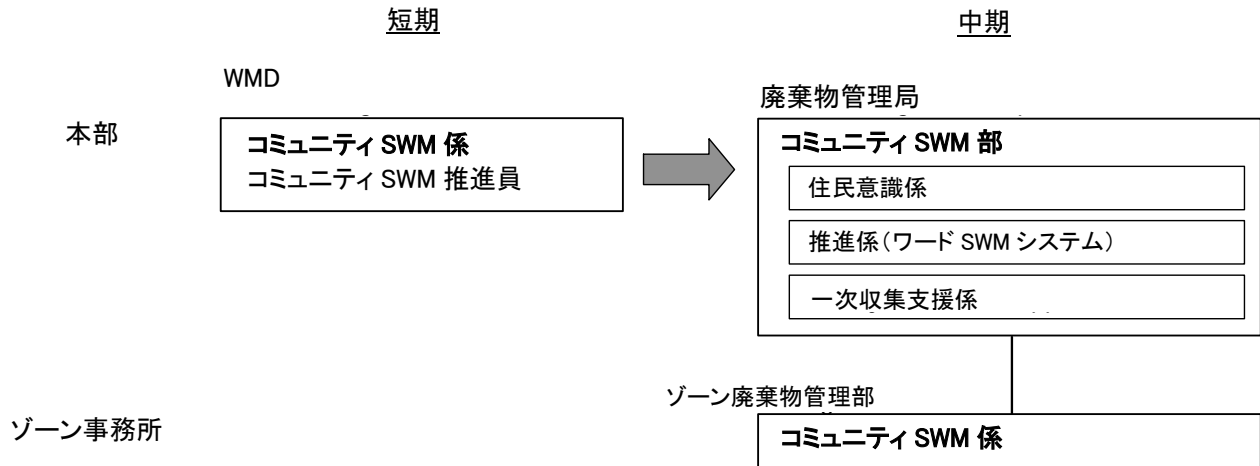 短期
中期
WMD
廃棄物管理局
本部
コミュニティ SWM 係
コミュニティ SWM 推進員
コミュニティ SWM 部
住民意識係
推進係（ワード SWM システム）
一次収集支援係
ゾーン廃棄物管理部
ゾーン事務所
コミュニティ SWM 係